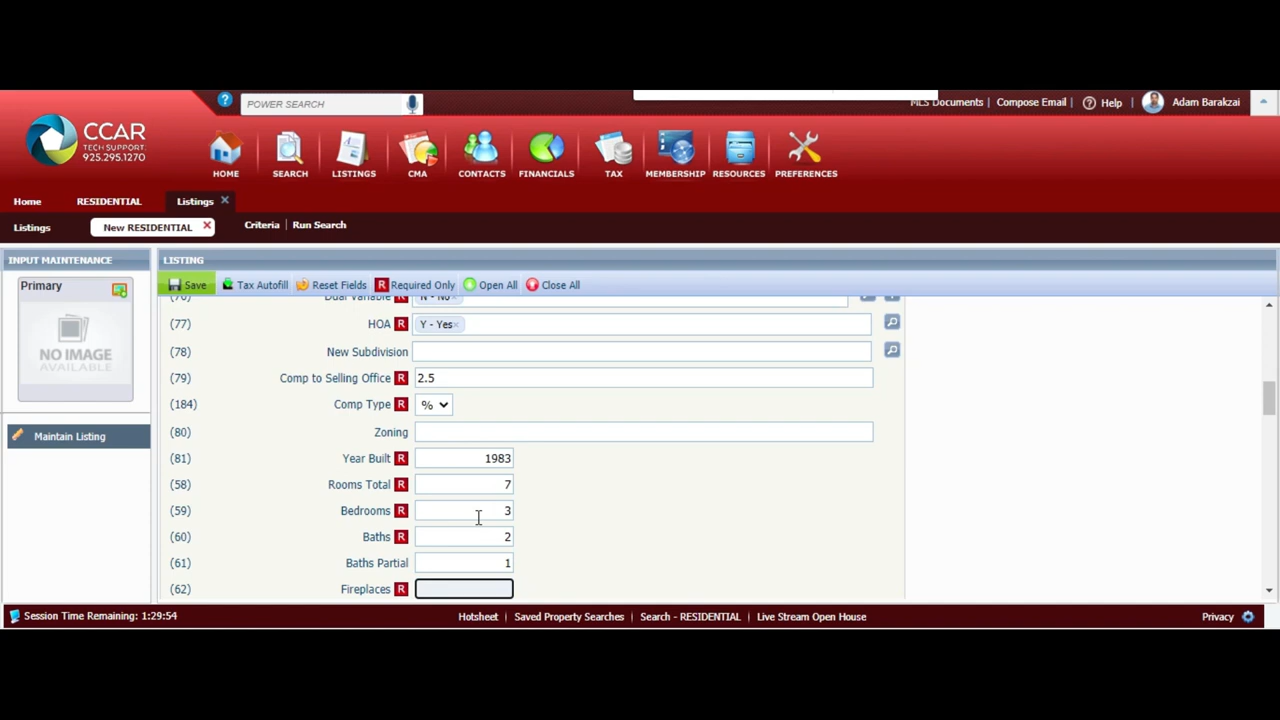 POWER SEARCH
MLS Documents | Compose Email | Help | Adam Barakzai
CCAR
TECH SUPPORT:
925.295.1270
HOME SEARCH LISTINGS CMA CONTACTS FINANCIALS TAX MEMBERSHIP RESOURCES PREFERENCES
Home RESIDENTIAL Listings
Listings New RESIDENTIAL Criteria | Run Search
INPUT MAINTENANCE
LISTING
Primary
NO IMAGE
AVAILABLE
Maintain Listing
Save Tax Autofill Reset Fields R Required Only Open All Close All
(76) Dual Variable R N - No×
(77) HOA R Y - Yes×
(78) New Subdivision
(79) Comp to Selling Office R 2.5
(184) Comp Type R %
(80) Zoning
(81) Year Built R 1983
(58) Rooms Total R 7
(59) Bedrooms R 3
(60) Baths R 2
(61) Baths Partial 1
(62) Fireplaces R
Session Time Remaining: 1:29:54 Hotsheet | Saved Property Searches | Search - RESIDENTIAL | Live Stream Open House Privacy